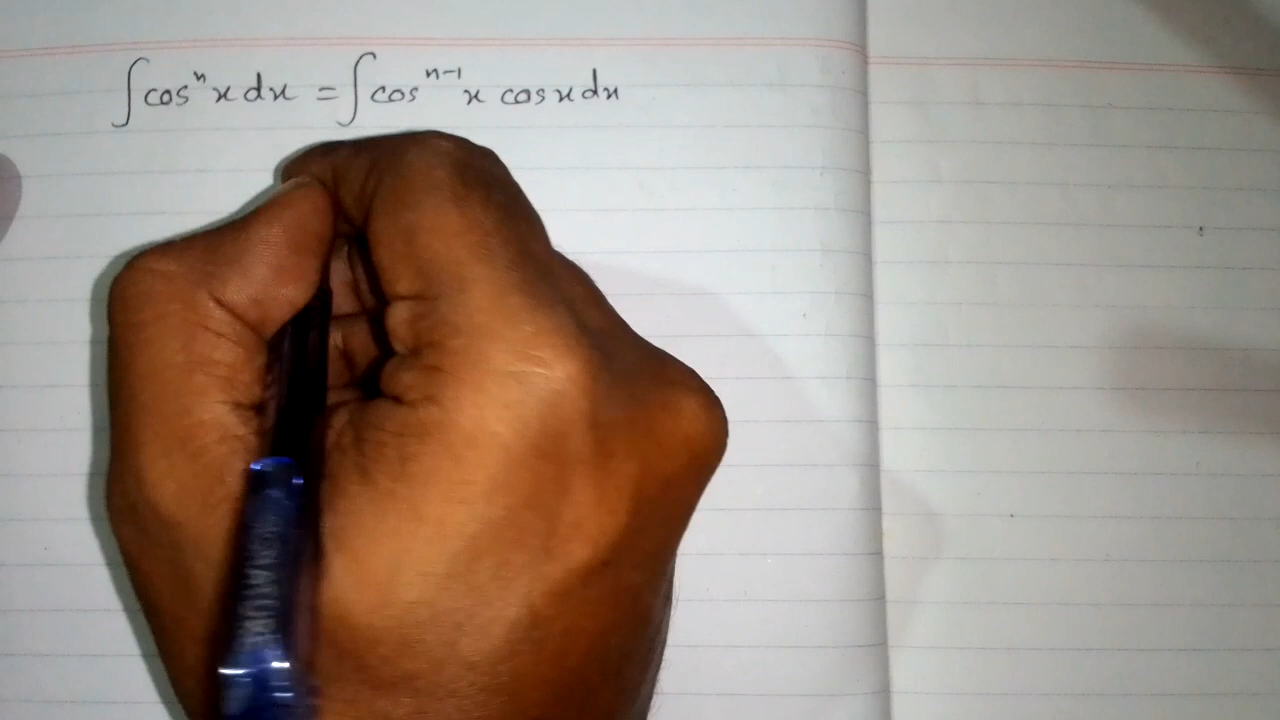 ∫cosⁿx dx = ∫cosⁿ⁻¹x cosx dx